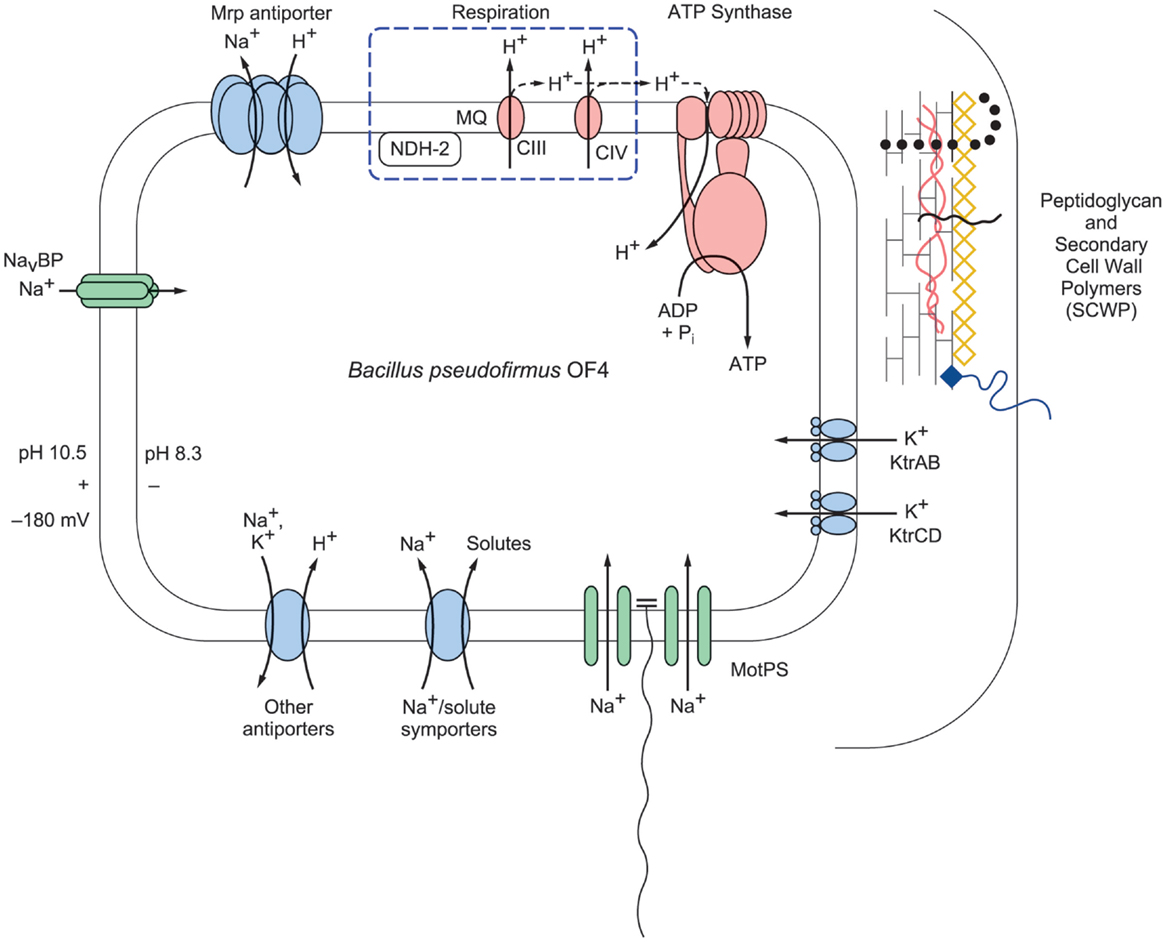 Mrp antiporter
Respiration
ATP Synthase
Na⁺
H⁺
H⁺
H⁺
H⁺
H⁺
MQ
NDH-2
CIII
CIV
H⁺
ADP
+ Pᵢ
ATP
NaᵥBP
Na⁺
Bacillus pseudofirmus OF4
Peptidoglycan
and
Secondary
Cell Wall
Polymers
(SCWP)
pH 10.5
pH 8.3
+
–
–180 mV
K⁺
KtrAB
K⁺
KtrCD
Na⁺,
K⁺
H⁺
Na⁺
Solutes
Other
antiporters
Na⁺/solute
symporters
Na⁺
Na⁺
MotPS